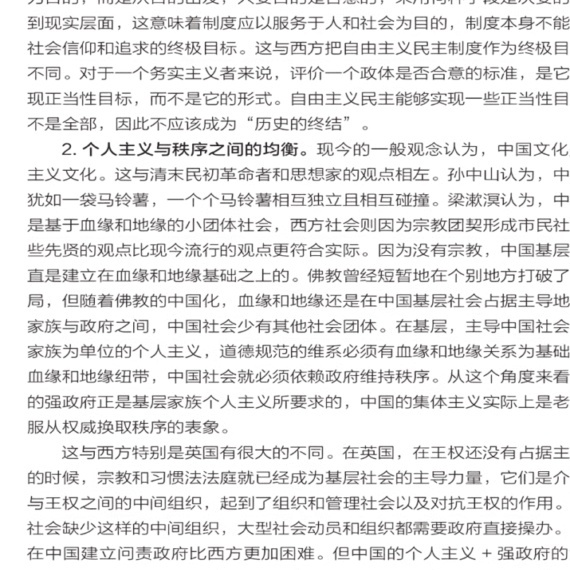 到现实层面，这意味着制度应以服务于人和社会为目的，制度本身不能
社会信仰和追求的终极目标。这与西方把自由主义民主制度作为终极目
不同。对于一个务实主义者来说，评价一个政体是否合意的标准，是它
现正当性目标，而不是它的形式。自由主义民主能够实现一些正当性目
不是全部，因此不应该成为“历史的终结”。
2. 个人主义与秩序之间的均衡。现今的一般观念认为，中国文化
主义文化。这与清末民初革命者和思想家的观点相左。孙中山认为，中
犹如一袋马铃薯，一个个马铃薯相互独立且相互碰撞。梁漱溟认为，中
是基于血缘和地缘的小团体社会，西方社会则因为宗教团契形成市民社
些先贤的观点比现今流行的观点更符合实际。因为没有宗教，中国基层
直是建立在血缘和地缘基础之上的。佛教曾经短暂地在个别地方打破了
局，但随着佛教的中国化，血缘和地缘还是在中国基层社会占据主导地
家族与政府之间，中国社会少有其他社会团体。在基层，主导中国社会
家族为单位的个人主义，道德规范的维系必须有血缘和地缘关系为基础
血缘和地缘纽带，中国社会就必须依赖政府维持秩序。从这个角度来看
的强政府正是基层家族个人主义所要求的，中国的集体主义实际上是老
服从权威换取秩序的表象。
这与西方特别是英国有很大的不同。在英国，在王权还没有占据主
的时候，宗教和习惯法法庭就已经成为基层社会的主导力量，它们是介
与王权之间的中间组织，起到了组织和管理社会以及对抗王权的作用。
社会缺少这样的中间组织，大型社会动员和组织都需要政府直接操办。
在中国建立问责政府比西方更加困难。但中国的个人主义 + 强政府的